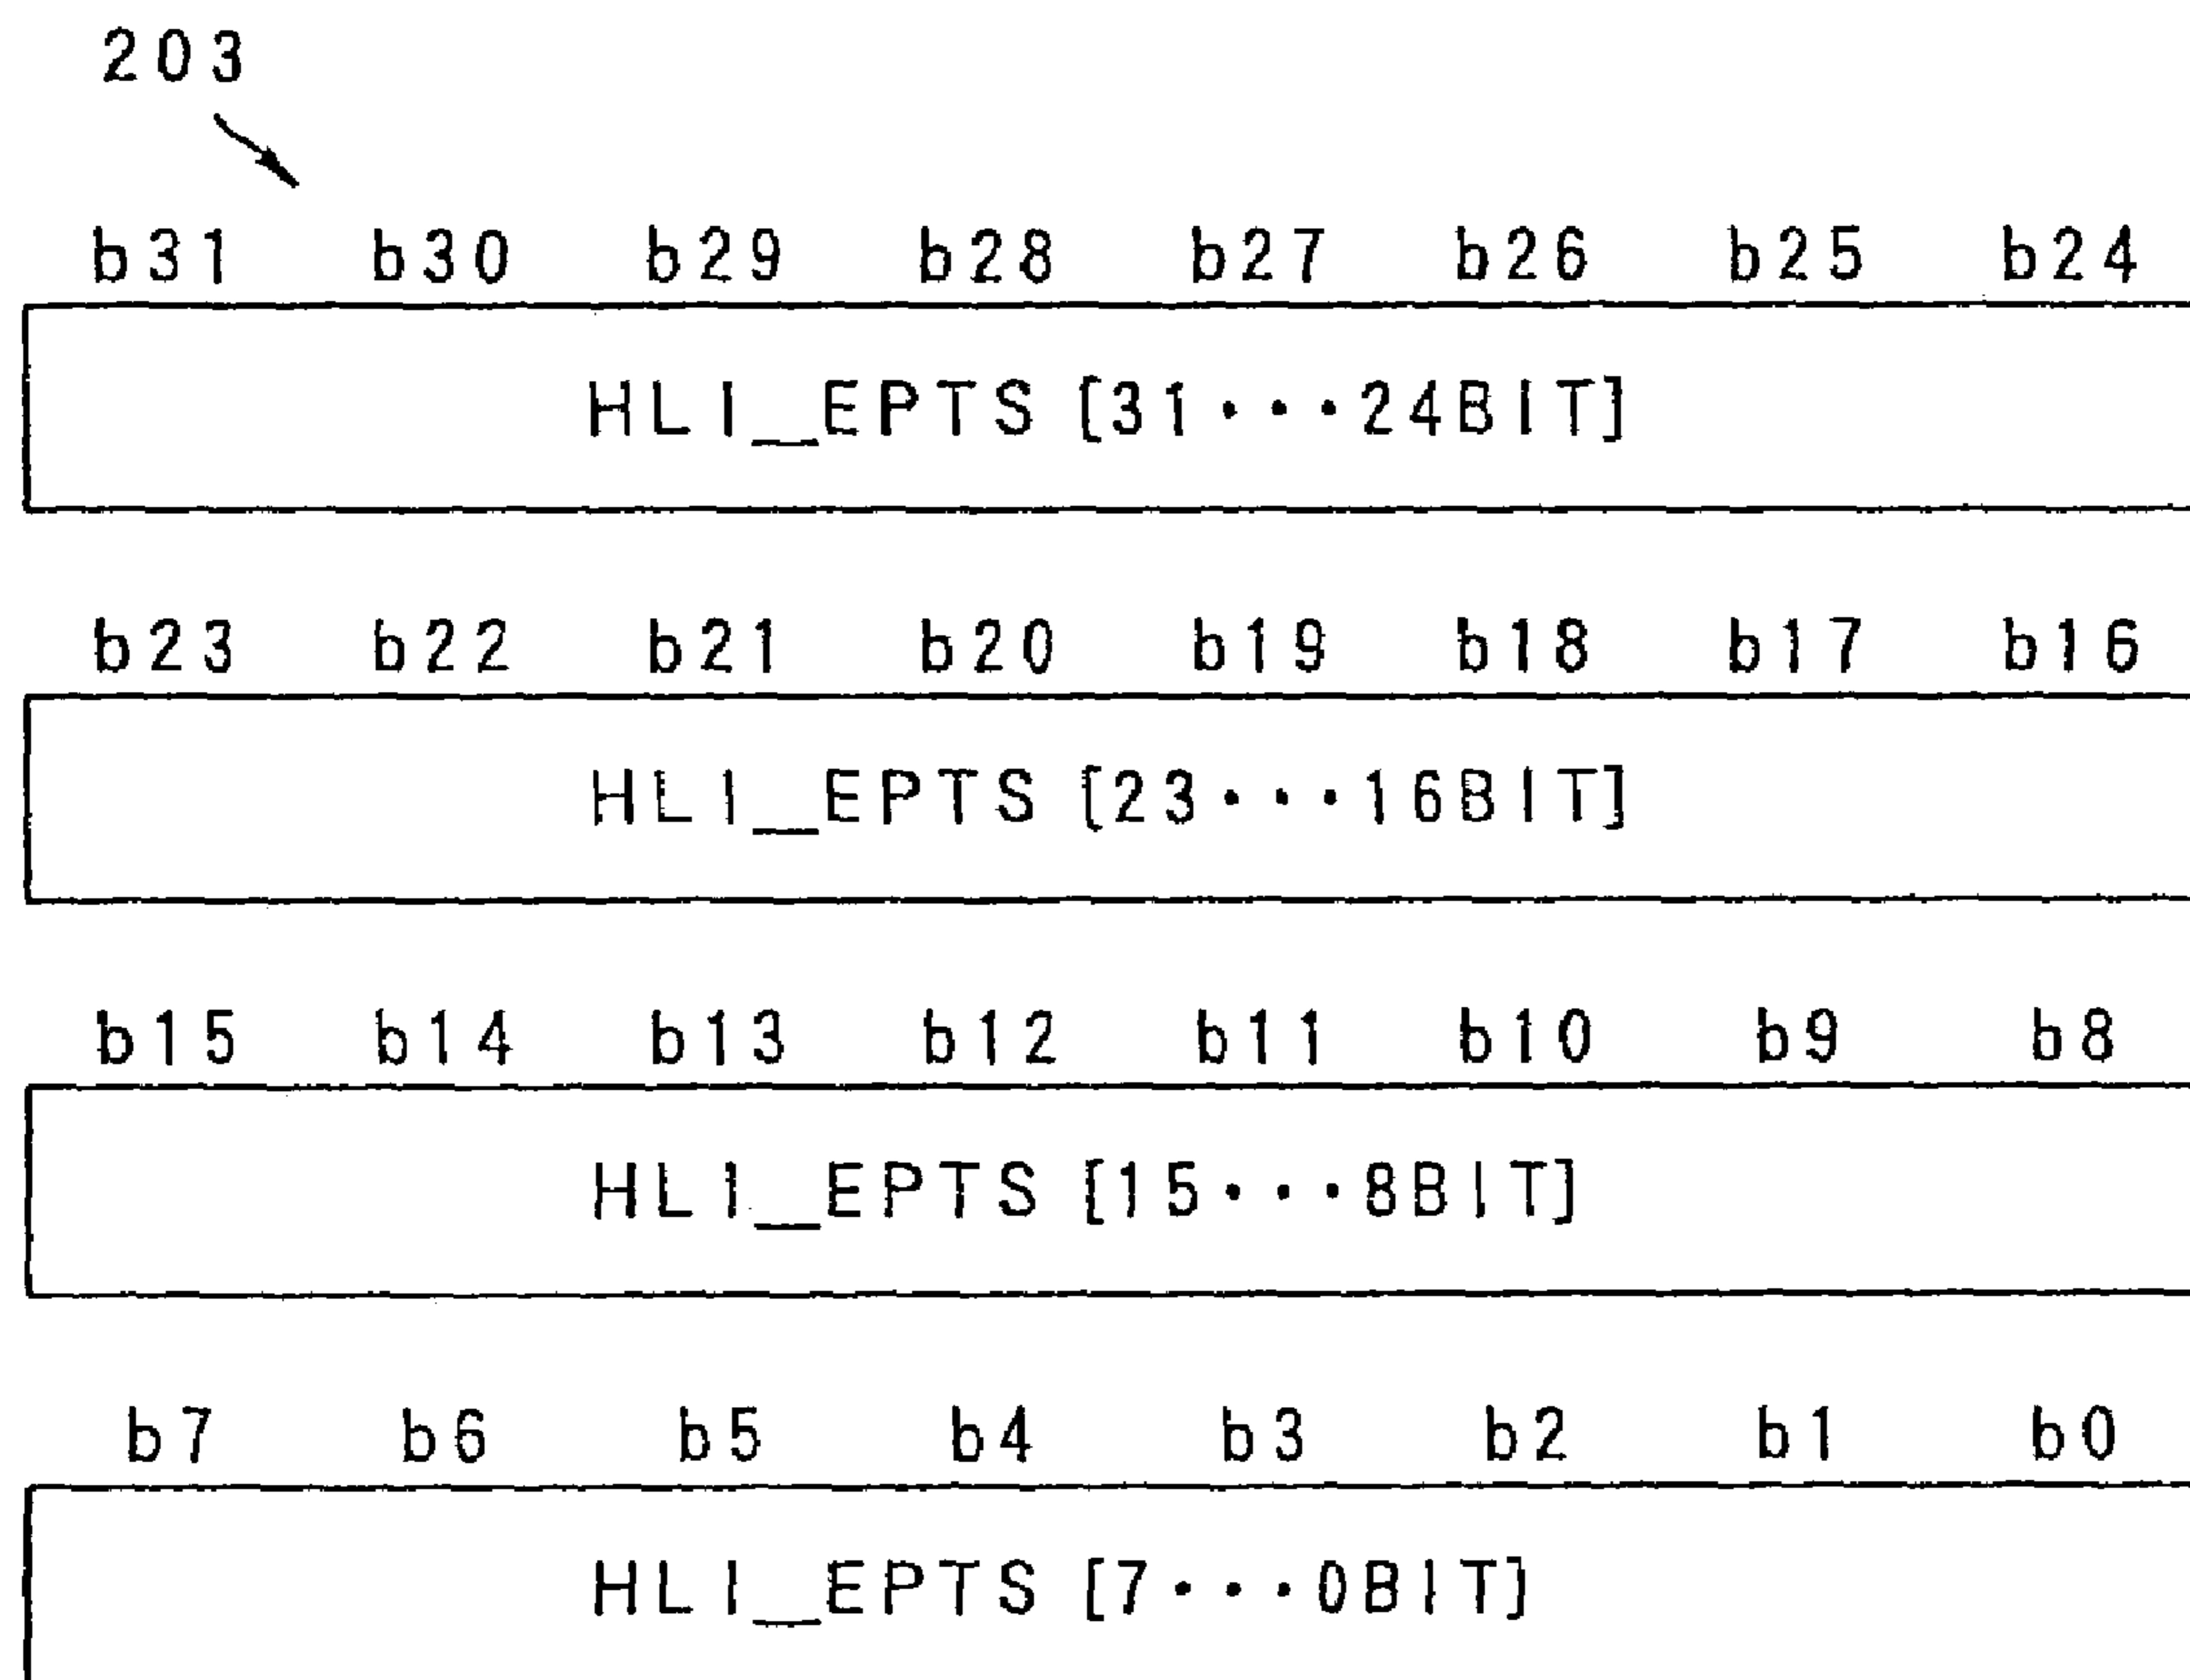 203
b31 b30 b29 b28 b27 b26 b25 b24
HLI_EPTS [31···24BIT]
b23 b22 b21 b20 b19 b18 b17 b16
HLI_EPTS [23···16BIT]
b15 b14 b13 b12 b11 b10 b9 b8
HLI_EPTS [15···8BIT]
b7 b6 b5 b4 b3 b2 b1 b0
HLI_EPTS [7···0BIT]